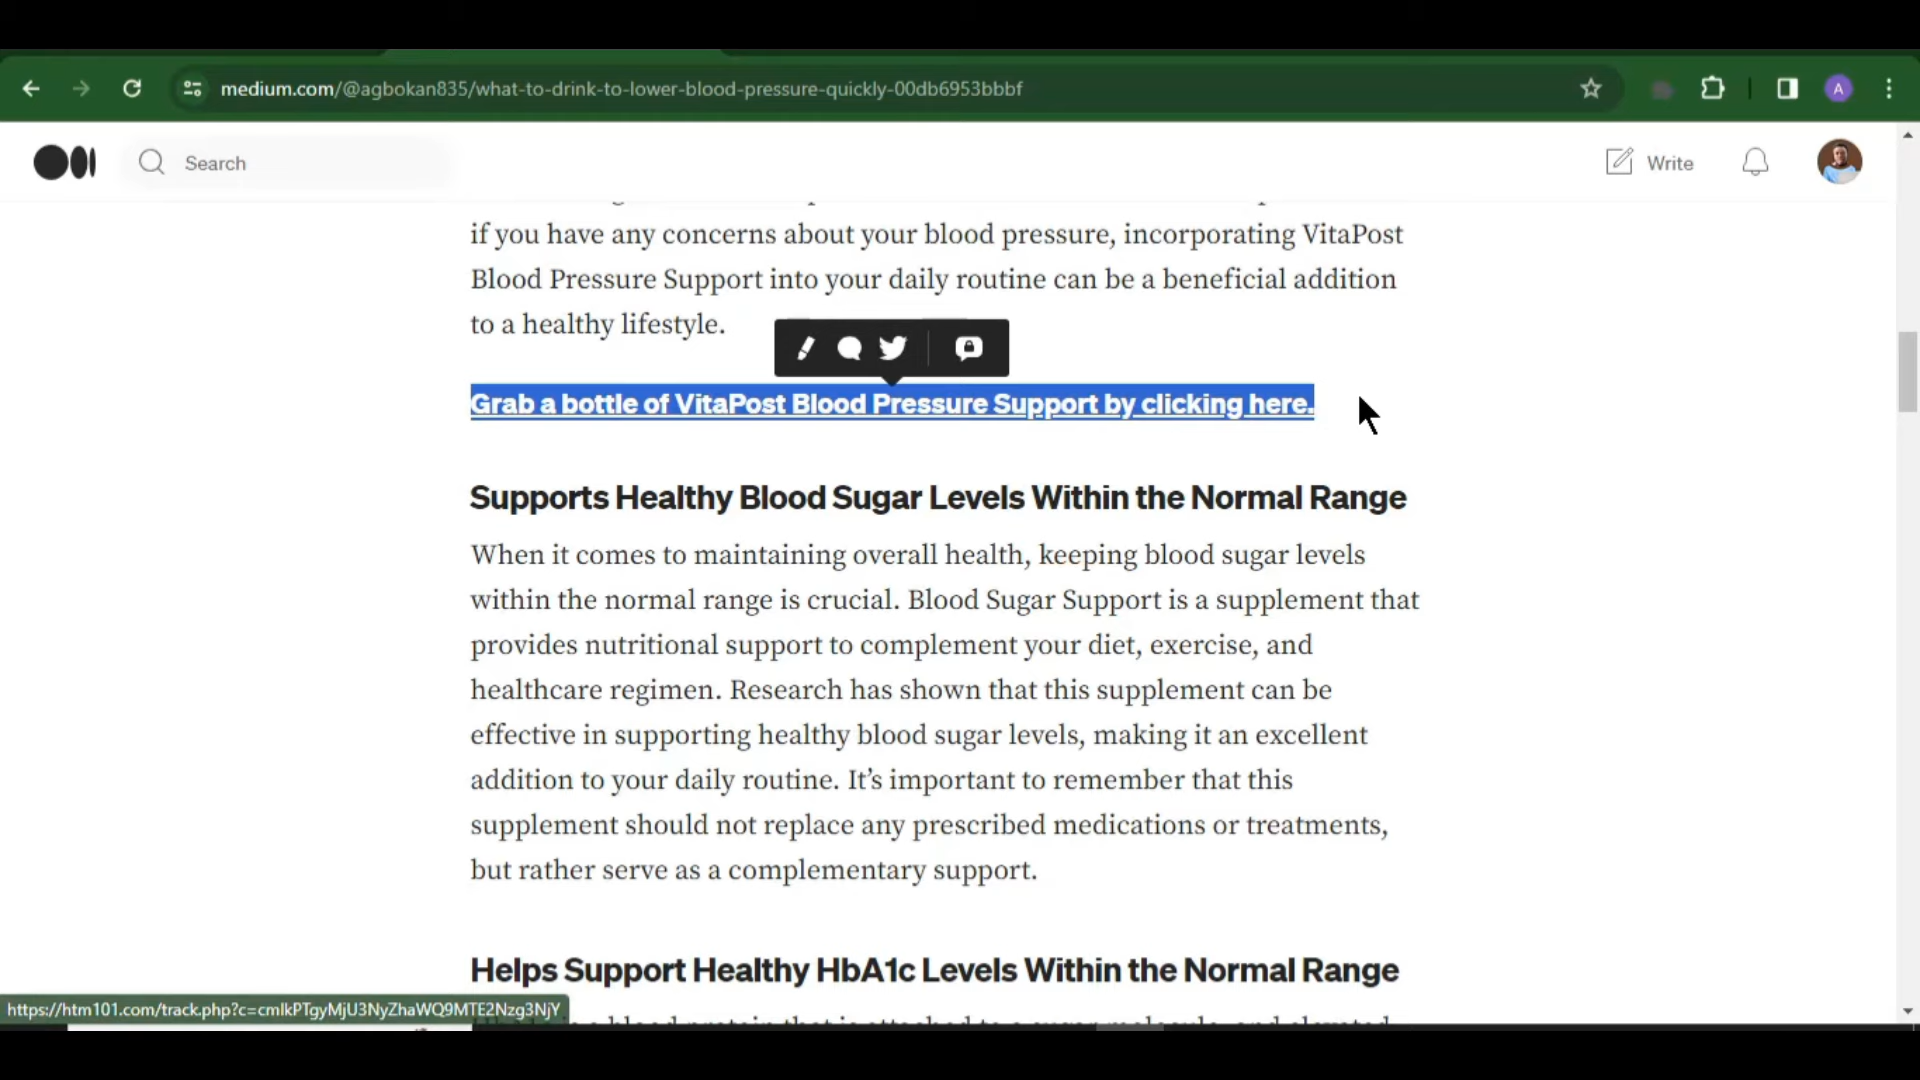 medium.com/@agbokan835/what-to-drink-to-lower-blood-pressure-quickly-00db6953bbbf
A
Search
Write
if you have any concerns about your blood pressure, incorporating VitaPost
Blood Pressure Support into your daily routine can be a beneficial addition
to a healthy lifestyle.
Grab a bottle of VitaPost Blood Pressure Support by clicking here.
Supports Healthy Blood Sugar Levels Within the Normal Range
When it comes to maintaining overall health, keeping blood sugar levels
within the normal range is crucial. Blood Sugar Support is a supplement that
provides nutritional support to complement your diet, exercise, and
healthcare regimen. Research has shown that this supplement can be
effective in supporting healthy blood sugar levels, making it an excellent
addition to your daily routine. It’s important to remember that this
supplement should not replace any prescribed medications or treatments,
but rather serve as a complementary support.
Helps Support Healthy HbA1c Levels Within the Normal Range
https://htm101.com/track.php?c=cmlkPTgyMjU3NyZhaWQ9MTE2Nzg3NjY